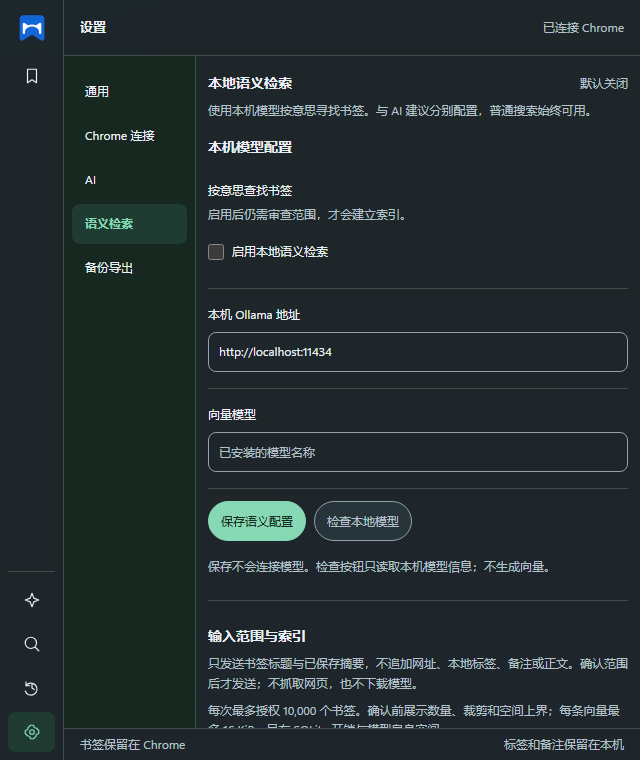 设置
已连接 Chrome
通用
Chrome 连接
AI
语义检索
备份导出
本地语义检索
默认关闭
使用本机模型按意思寻找书签。与 AI 建议分别配置，普通搜索始终可用。
本机模型配置
按意思查找书签
启用后仍需审查范围，才会建立索引。
启用本地语义检索
本机 Ollama 地址
http://localhost:11434
向量模型
已安装的模型名称
保存语义配置
检查本地模型
保存不会连接模型。检查按钮只读取本机模型信息；不生成向量。
输入范围与索引
只发送书签标题与已保存摘要，不追加网址、本地标签、备注或正文。确认范围
后才发送；不抓取网页，也不下载模型。
每次最多授权 10,000 个书签。确认前展示数量、裁剪和空间上界；每条向量最
书签保留在 Chrome
标签和备注保留在本机